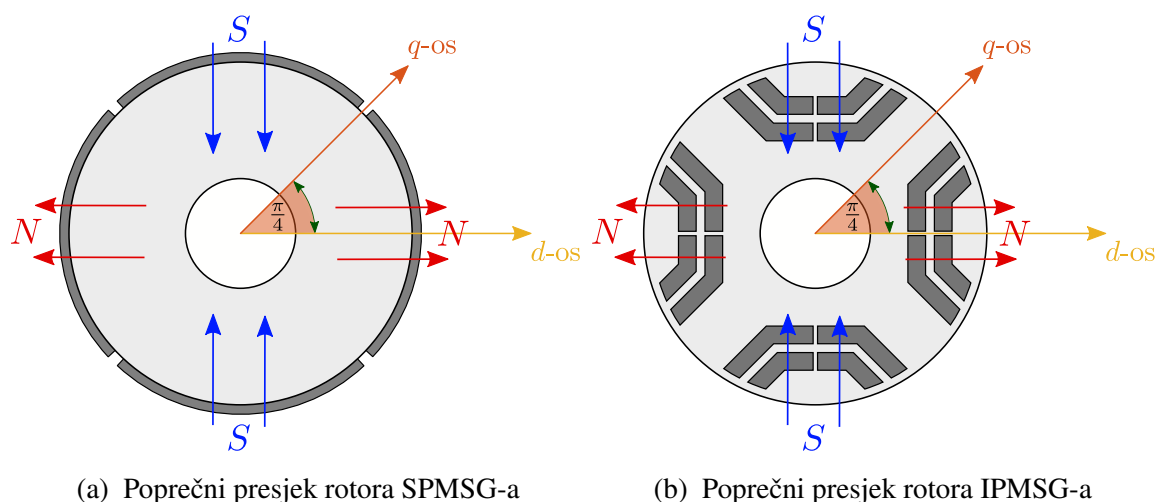 S
q-os
π/4
N
N
d-os
S
(a) Poprečni presjek rotora SPMSG-a
S
q-os
π/4
N
N
d-os
S
(b) Poprečni presjek rotora IPMSG-a